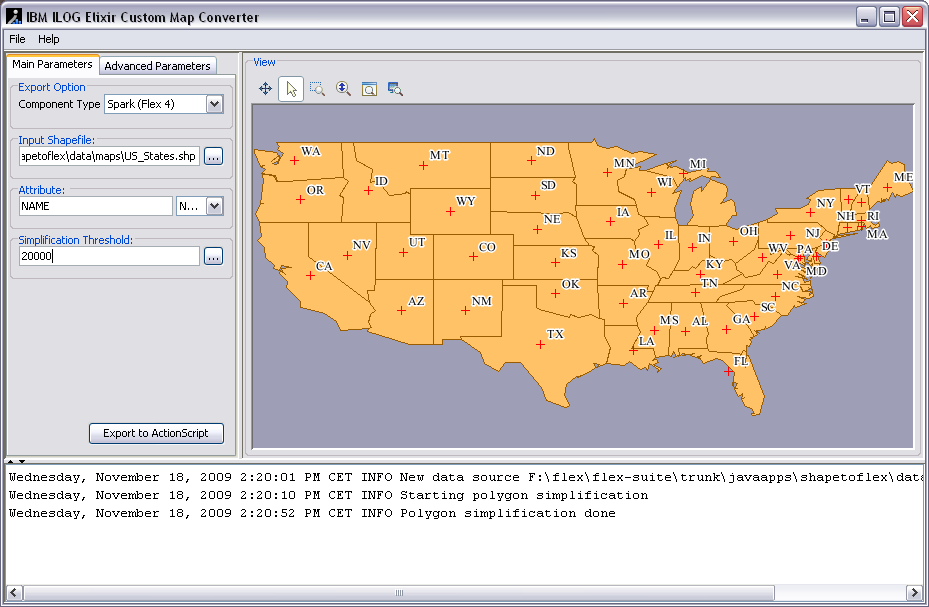 IBM ILOG Elixir Custom Map Converter
File Help
Main Parameters Advanced Parameters
Export Option
Component Type Spark (Flex 4)
Input Shapefile:
apetoflex\data\maps\US_States.shp ...
Attribute:
NAME N...
Simplification Threshold:
20000 ...
Export to ActionScript
View
WA
MT
ND
MN
MI
ME
OR
ID
SD
WI
VT
WY
NY
NH
RI
NE
IA
MA
NV
UT
CO
KS
MO
IL
IN
OH
NJ
WV
PA
DE
CA
KY
VA
MD
AZ
NM
OK
AR
TN
NC
TX
LA
MS
AL
GA
SC
FL
Wednesday, November 18, 2009 2:20:01 PM CET INFO New data source F:\flex\flex-suite\trunk\javaapps\shapetoflex\data
Wednesday, November 18, 2009 2:20:10 PM CET INFO Starting polygon simplification
Wednesday, November 18, 2009 2:20:52 PM CET INFO Polygon simplification done